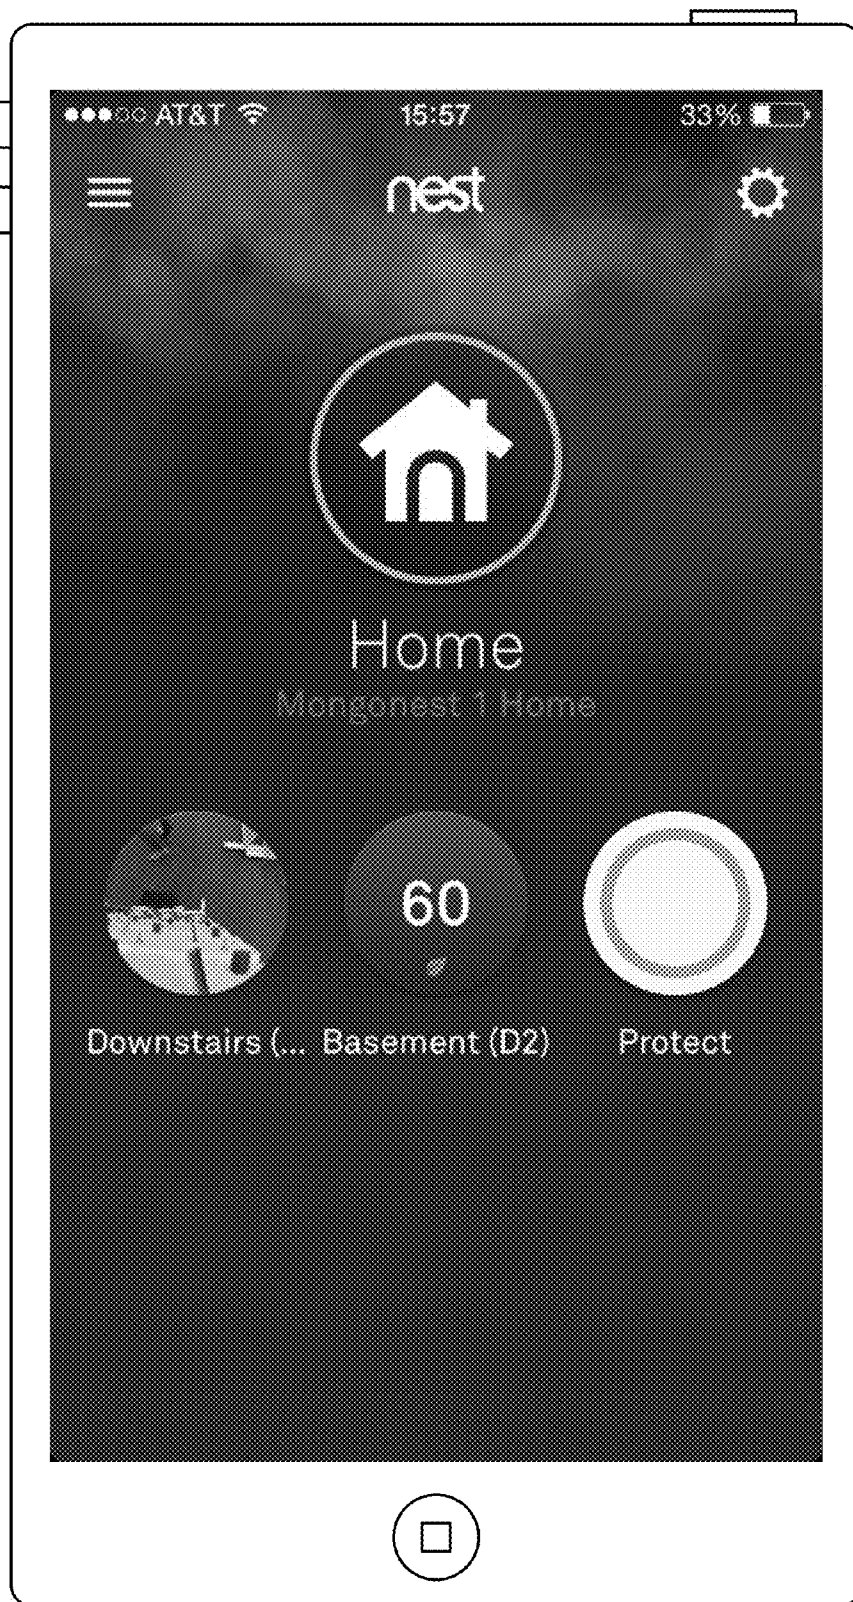 AT&T 15:57 33%
nest
Home
Mongonest 1 Home
60
Downstairs (... Basement (D2) Protect